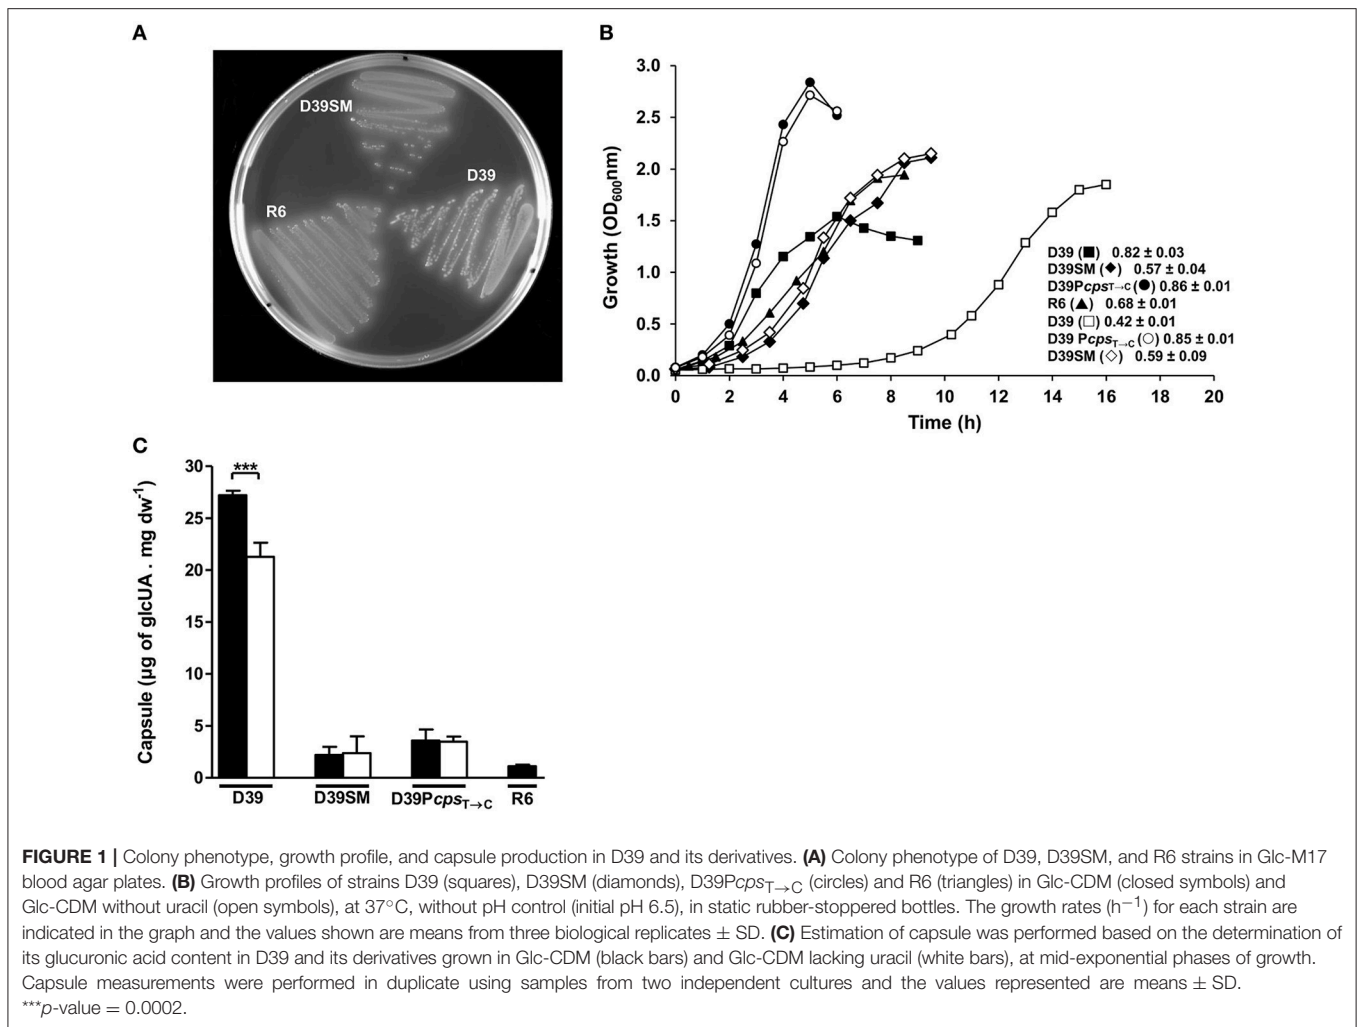 A
D39SM
D39
R6
B
Growth (OD600nm)
3.0
2.5
2.0
1.5
1.0
0.5
0.0
0 2 4 6 8 10 12 14 16 18 20
Time (h)
D39 (■) 0.82 ± 0.03
D39SM (◆) 0.57 ± 0.04
D39PcpsT→C (●) 0.86 ± 0.01
R6 (▲) 0.68 ± 0.01
D39 (□) 0.42 ± 0.01
D39 PcpsT→C (○) 0.85 ± 0.01
D39SM (◇) 0.59 ± 0.09
C
Capsule (µg of glcUA . mg dw-1)
30
25
20
15
10
5
0
***
D39 D39SM D39PcpsT→C R6
FIGURE 1 | Colony phenotype, growth profile, and capsule production in D39 and its derivatives. (A) Colony phenotype of D39, D39SM, and R6 strains in Glc-M17
blood agar plates. (B) Growth profiles of strains D39 (squares), D39SM (diamonds), D39PcpsT→C (circles) and R6 (triangles) in Glc-CDM (closed symbols) and
Glc-CDM without uracil (open symbols), at 37°C, without pH control (initial pH 6.5), in static rubber-stoppered bottles. The growth rates (h−1) for each strain are
indicated in the graph and the values shown are means from three biological replicates ± SD. (C) Estimation of capsule was performed based on the determination of
its glucuronic acid content in D39 and its derivatives grown in Glc-CDM (black bars) and Glc-CDM lacking uracil (white bars), at mid-exponential phases of growth.
Capsule measurements were performed in duplicate using samples from two independent cultures and the values represented are means ± SD.
***p-value = 0.0002.